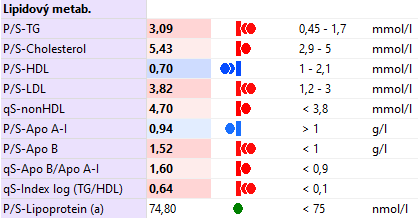 Lipidový metab.
P/S-TG 3,09 0,45 - 1,7 mmol/l
P/S-Cholesterol 5,43 2,9 - 5 mmol/l
P/S-HDL 0,70 1 - 2,1 mmol/l
P/S-LDL 3,82 1,2 - 3 mmol/l
qS-nonHDL 4,70 < 3,8 mmol/l
P/S-Apo A-I 0,94 > 1 g/l
P/S-Apo B 1,52 < 1 g/l
qS-Apo B/Apo A-I 1,60 < 0,9
qS-Index log (TG/HDL) 0,64 < 0,1
P/S-Lipoprotein (a) 74,80 < 75 nmol/l